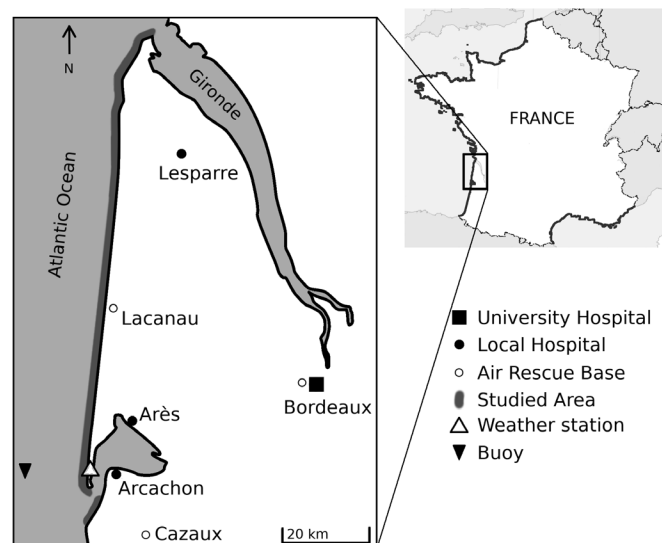 N
Gironde
Atlantic Ocean
Lesparre
Lacanau
Bordeaux
Arès
Arcachon
Cazaux
20 km
FRANCE
University Hospital
Local Hospital
Air Rescue Base
Studied Area
Weather station
Buoy